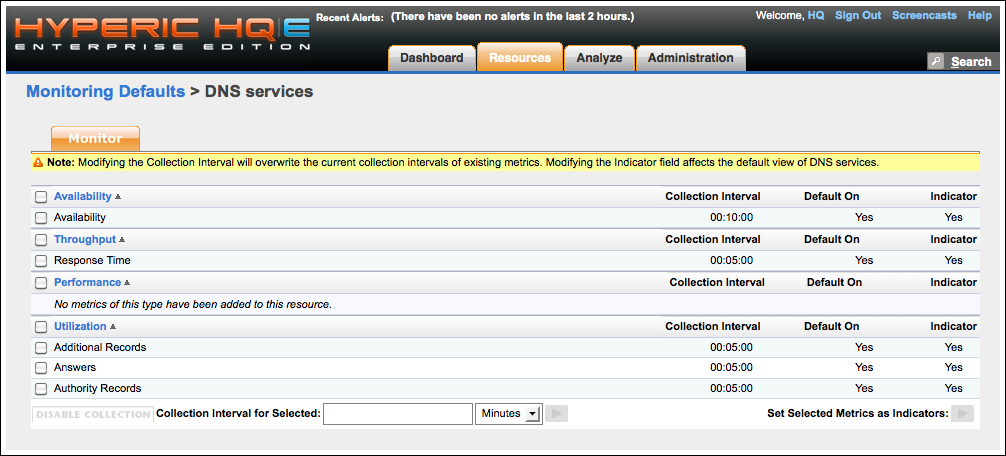 HYPERIC HQ|E
ENTERPRISE EDITION
Recent Alerts: (There have been no alerts in the last 2 hours.)
Welcome, HQ Sign Out Screencasts Help
Dashboard Resources Analyze Administration
Search
Monitoring Defaults > DNS services
Monitor
Note: Modifying the Collection Interval will overwrite the current collection intervals of existing metrics. Modifying the Indicator field affects the default view of DNS services.
Availability Collection Interval Default On Indicator
Availability 00:10:00 Yes Yes
Throughput Collection Interval Default On Indicator
Response Time 00:05:00 Yes Yes
Performance Collection Interval Default On Indicator
No metrics of this type have been added to this resource.
Utilization Collection Interval Default On Indicator
Additional Records 00:05:00 Yes Yes
Answers 00:05:00 Yes Yes
Authority Records 00:05:00 Yes Yes
DISABLE COLLECTION Collection Interval for Selected: Minutes Set Selected Metrics as Indicators: